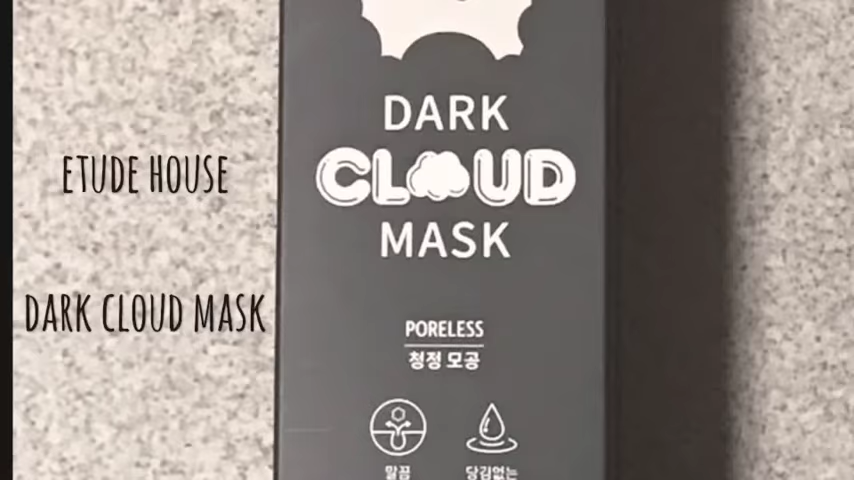 ETUDE HOUSE
DARK CLOUD MASK
DARK
CLOUD
MASK
PORELESS
청정 모공
말끔
당김없는